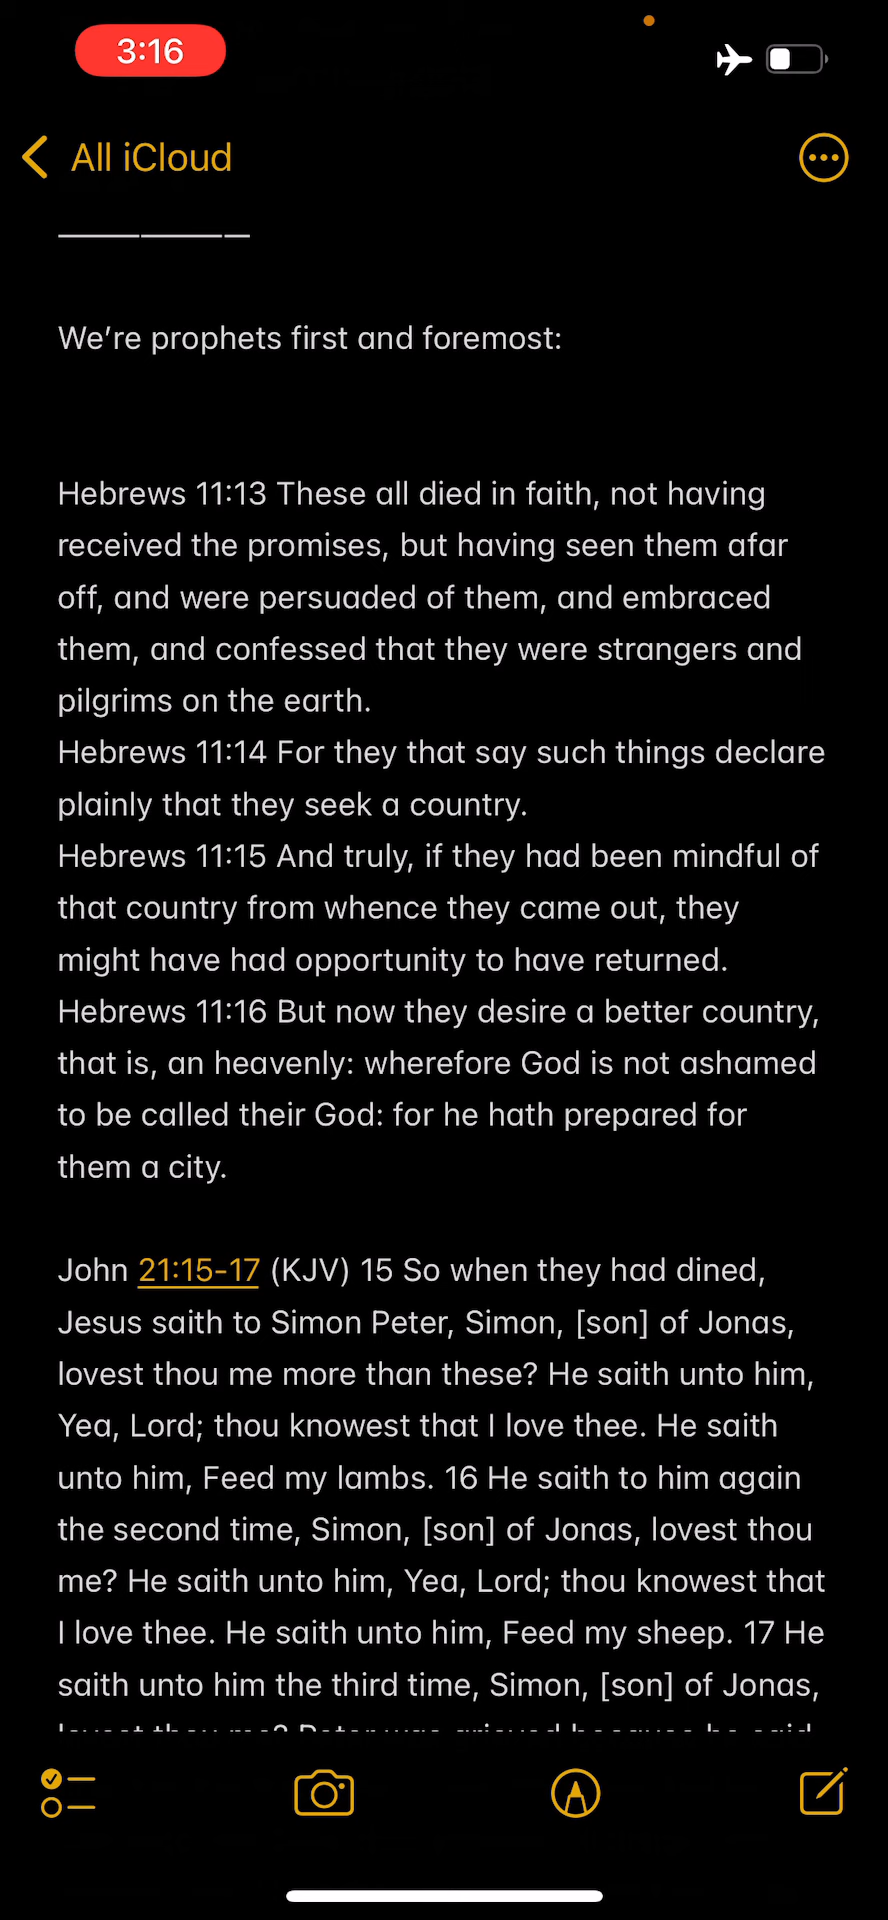 3:16
All iCloud
We’re prophets first and foremost:
Hebrews 11:13 These all died in faith, not having
received the promises, but having seen them afar
off, and were persuaded of them, and embraced
them, and confessed that they were strangers and
pilgrims on the earth.
Hebrews 11:14 For they that say such things declare
plainly that they seek a country.
Hebrews 11:15 And truly, if they had been mindful of
that country from whence they came out, they
might have had opportunity to have returned.
Hebrews 11:16 But now they desire a better country,
that is, an heavenly: wherefore God is not ashamed
to be called their God: for he hath prepared for
them a city.
John 21:15-17 (KJV) 15 So when they had dined,
Jesus saith to Simon Peter, Simon, [son] of Jonas,
lovest thou me more than these? He saith unto him,
Yea, Lord; thou knowest that I love thee. He saith
unto him, Feed my lambs. 16 He saith to him again
the second time, Simon, [son] of Jonas, lovest thou
me? He saith unto him, Yea, Lord; thou knowest that
I love thee. He saith unto him, Feed my sheep. 17 He
saith unto him the third time, Simon, [son] of Jonas,